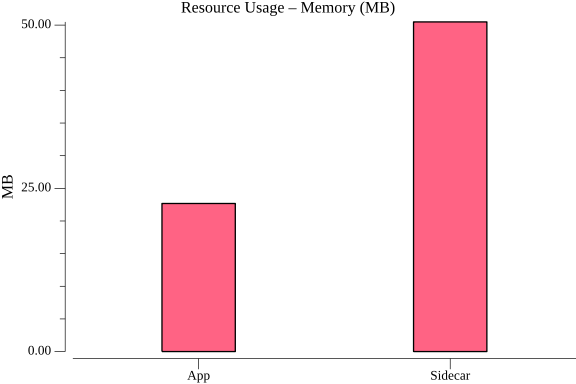 Resource Usage – Memory (MB)
50.00
25.00
0.00
MB
App
Sidecar